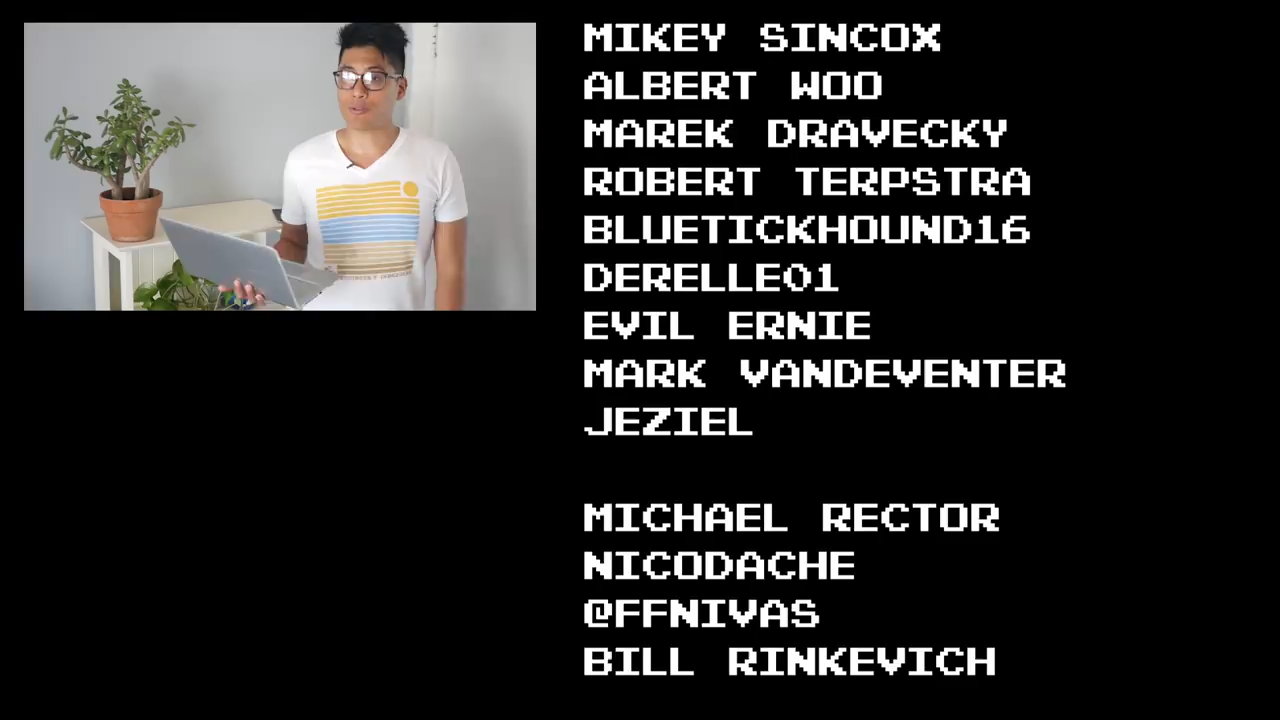 MIKEY SINCOX
ALBERT WOO
MAREK DRAVECKY
ROBERT TERPSTRA
BLUETICKHOUND16
DERELLE01
EVIL ERNIE
MARK VANDEVENTER
JEZIEL
MICHAEL RECTOR
NICODACHE
@FFNIVAS
BILL RINKEVICH